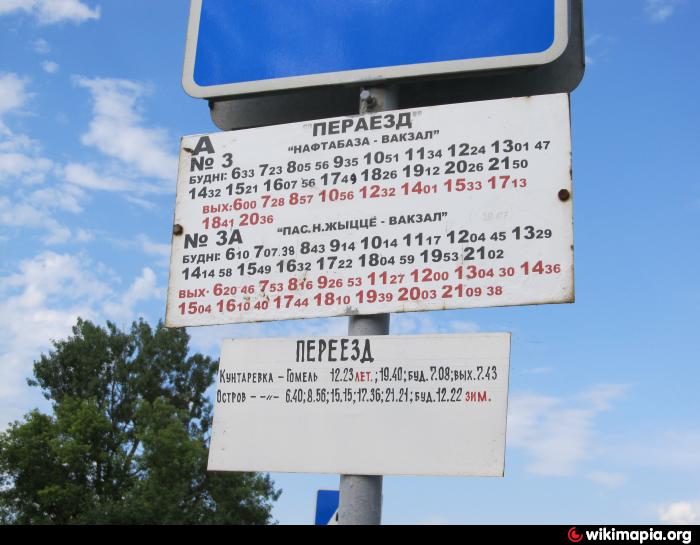 "ПЕРАЕЗД"
А
№ 3 "НАФТАБАЗА - ВАКЗАЛ"
БУДНІ: 633 723 805 56 935 1051 1134 1224 1301 47
1432 1521 1607 56 1749 1826 1912 2026 2150
ВЫХ:600 728 857 1056 1232 1401 1533 1713
1841 2036
№ 3А "ПАС.Н.ЖЫЦЦЁ - ВАКЗАЛ"
БУДНІ: 610 707.39 843 914 1014 1117 1204 45 1329
1414 58 1549 1632 1722 1804 59 1953 2102
ВЫХ: 620 46 753 816 926 53 1127 1200 1304 30 1436
1504 1610 40 1744 1810 1939 2003 2109 38
ПЕРЕЕЗД
КУНТАРЕВКА - ГОМЕЛЬ 12.23 ЛЕТ.; 19.40; БУД. 7.08; ВЫХ. 7.43
ОСТРОВ - -〃- 6.40; 8.56; 15.15; 17.36; 21.21; БУД. 12.22 ЗИМ.
wikimapia.org